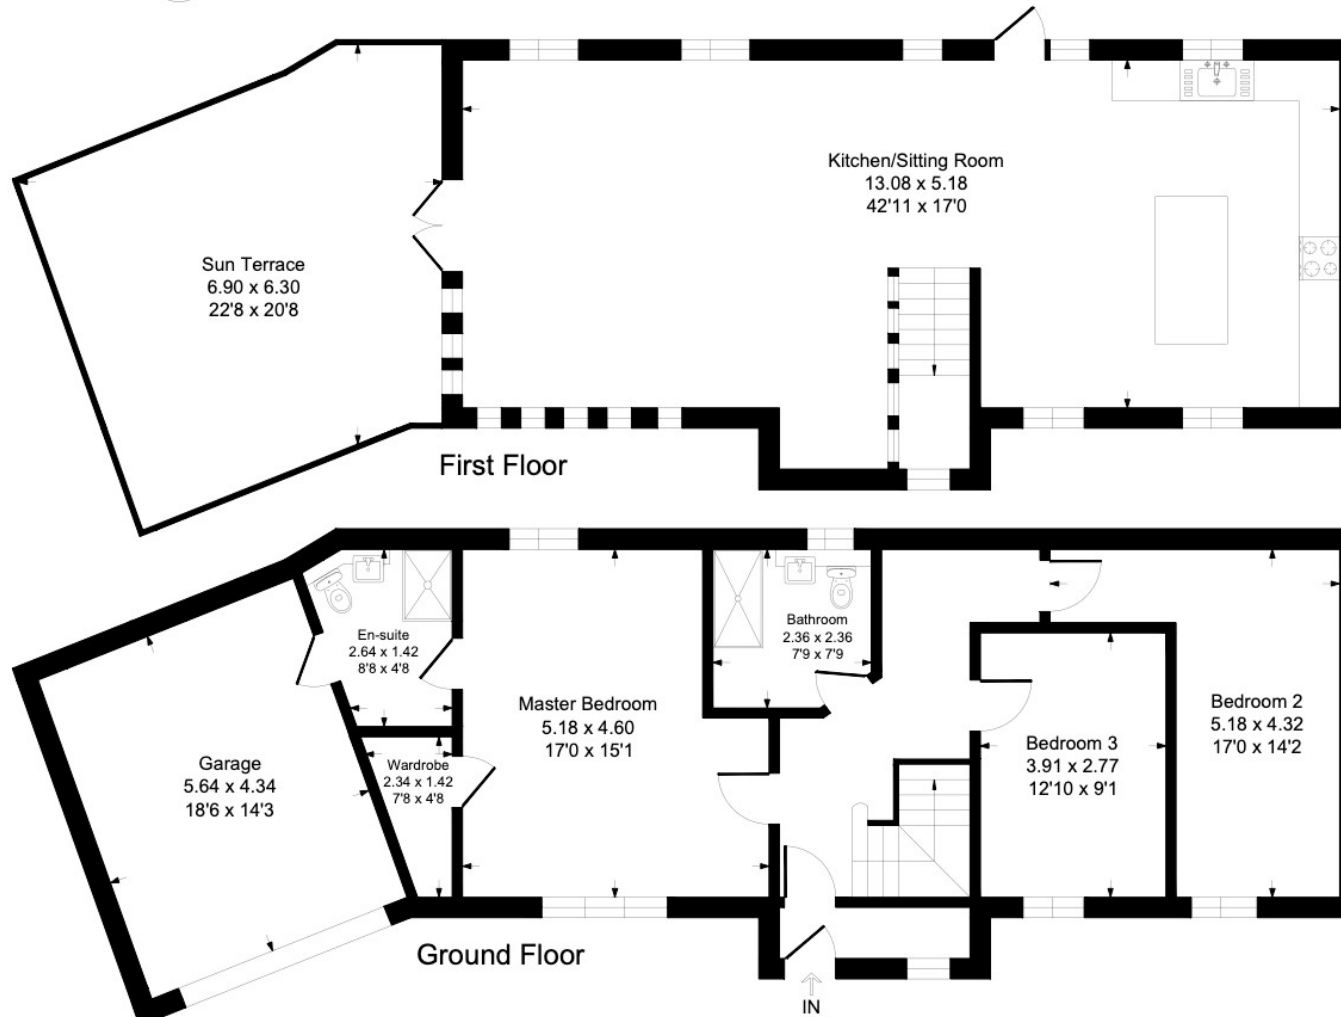 Kitchen/Sitting Room
13.08 x 5.18
42'11 x 17'0
Sun Terrace
6.90 x 6.30
22'8 x 20'8
First Floor
En-suite
2.64 x 1.42
8'8 x 4'8
Bathroom
2.36 x 2.36
7'9 x 7'9
Master Bedroom
5.18 x 4.60
17'0 x 15'1
Bedroom 2
5.18 x 4.32
17'0 x 14'2
Bedroom 3
3.91 x 2.77
12'10 x 9'1
Garage
5.64 x 4.34
18'6 x 14'3
Wardrobe
2.34 x 1.42
7'8 x 4'8
Ground Floor
IN